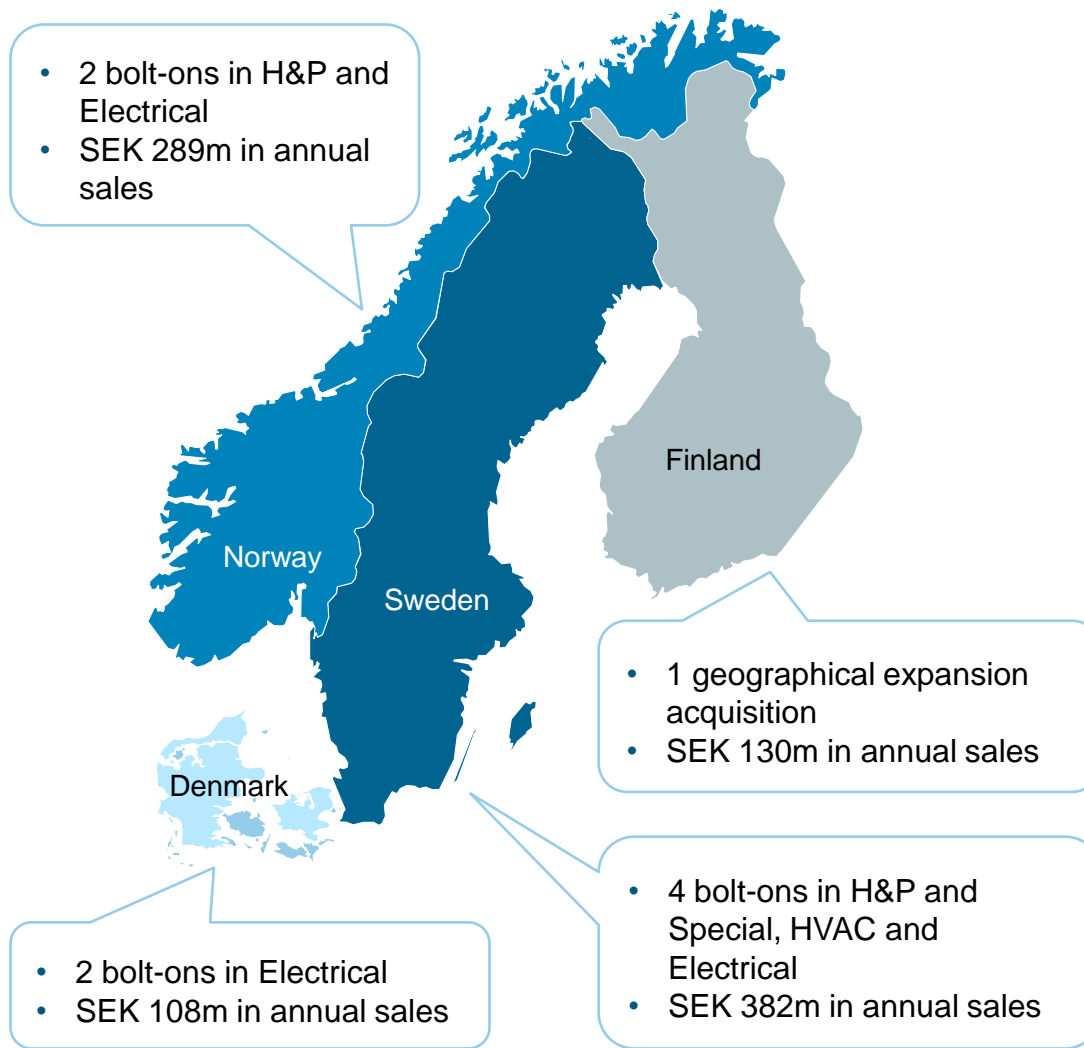 • 2 bolt-ons in H&P and
Electrical
• SEK 289m in annual
sales
Finland
Norway
Sweden
• 1 geographical expansion
acquisition
• SEK 130m in annual sales
Denmark
• 4 bolt-ons in H&P and
Special, HVAC and
Electrical
• SEK 382m in annual sales
• 2 bolt-ons in Electrical
• SEK 108m in annual sales